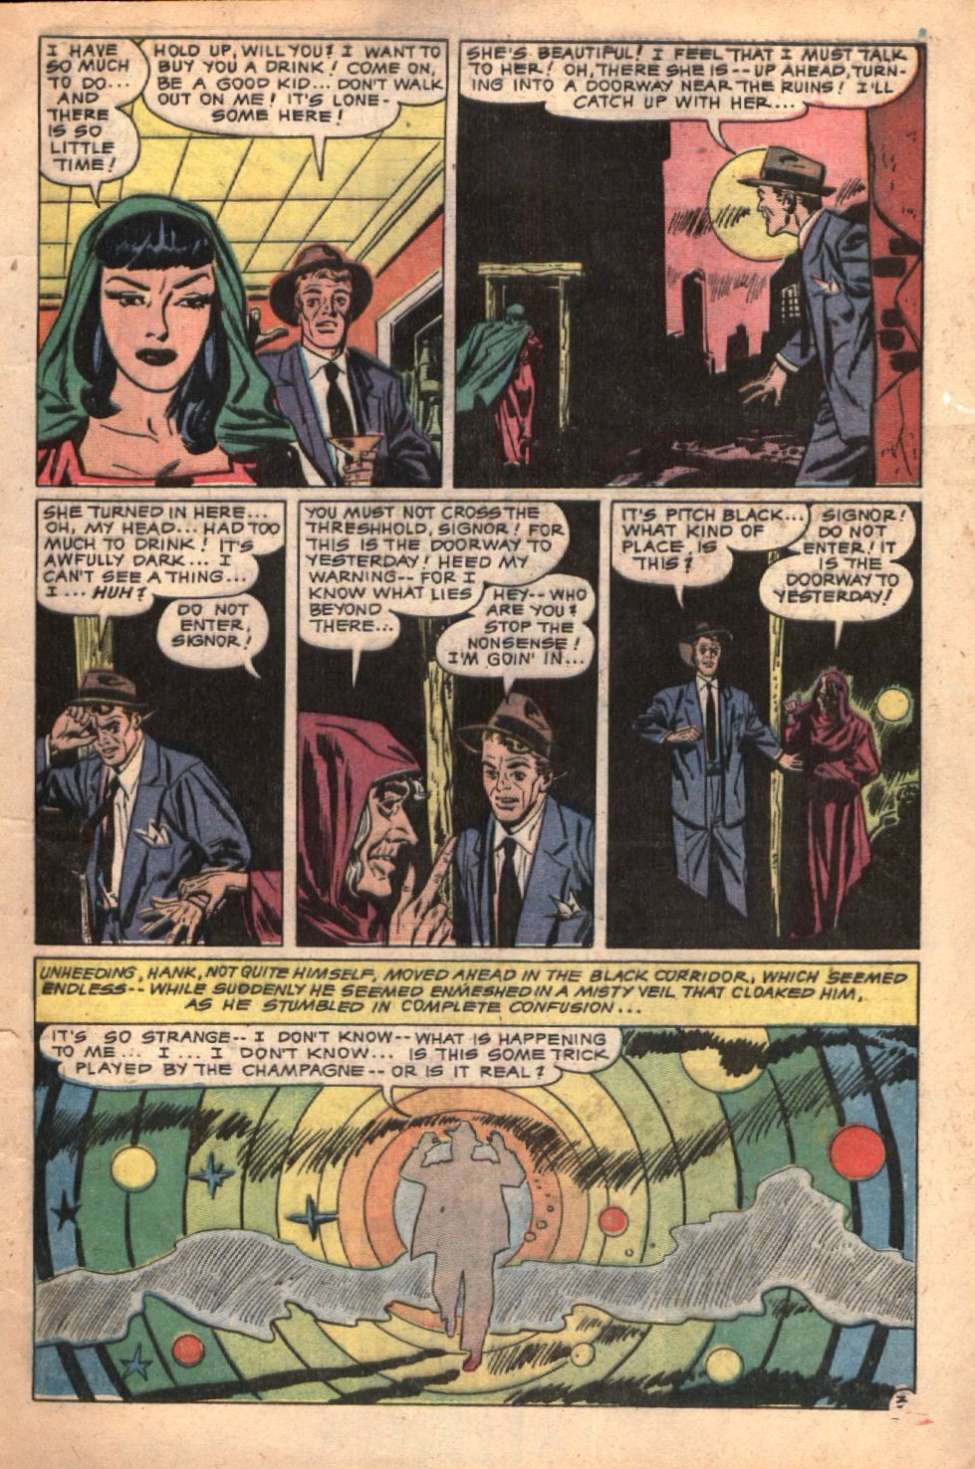 I HAVE
SO MUCH
TO DO...
AND
THERE
IS SO
LITTLE
TIME!
HOLD UP, WILL YOU? I WANT TO
BUY YOU A DRINK! COME ON,
BE A GOOD KID... DON'T WALK
OUT ON ME! IT'S LONE-
SOME HERE!
SHE'S BEAUTIFUL! I FEEL THAT I MUST TALK
TO HER! OH, THERE SHE IS -- UP AHEAD, TURN-
ING INTO A DOORWAY NEAR THE RUINS! I'LL
CATCH UP WITH HER...
SHE TURNED IN HERE...
OH, MY HEAD... HAD TOO
MUCH TO DRINK! IT'S
AWFULLY DARK... I
CAN'T SEE A THING...
I... HUH?
DO NOT
ENTER,
SIGNOR!
YOU MUST NOT CROSS THE
THRESHHOLD, SIGNOR! FOR
THIS IS THE DOORWAY TO
YESTERDAY! HEED MY
WARNING -- FOR I
KNOW WHAT LIES
BEYOND
THERE...
HEY -- WHO
ARE YOU?
STOP THE
NONSENSE!
I'M GOIN' IN...
IT'S PITCH BLACK...
WHAT KIND OF
PLACE, IS
THIS?
SIGNOR!
DO NOT
ENTER! IT
IS THE
DOORWAY TO
YESTERDAY!
UNHEEDING, HANK, NOT QUITE HIMSELF, MOVED AHEAD IN THE BLACK CORRIDOR, WHICH SEEMED
ENDLESS -- WHILE SUDDENLY HE SEEMED ENMESHED IN A MISTY VEIL THAT CLOAKED HIM,
AS HE STUMBLED IN COMPLETE CONFUSION...
IT'S SO STRANGE -- I DON'T KNOW -- WHAT IS HAPPENING
TO ME... I... I DON'T KNOW... IS THIS SOME TRICK
PLAYED BY THE CHAMPAGNE -- OR IS IT REAL?
3